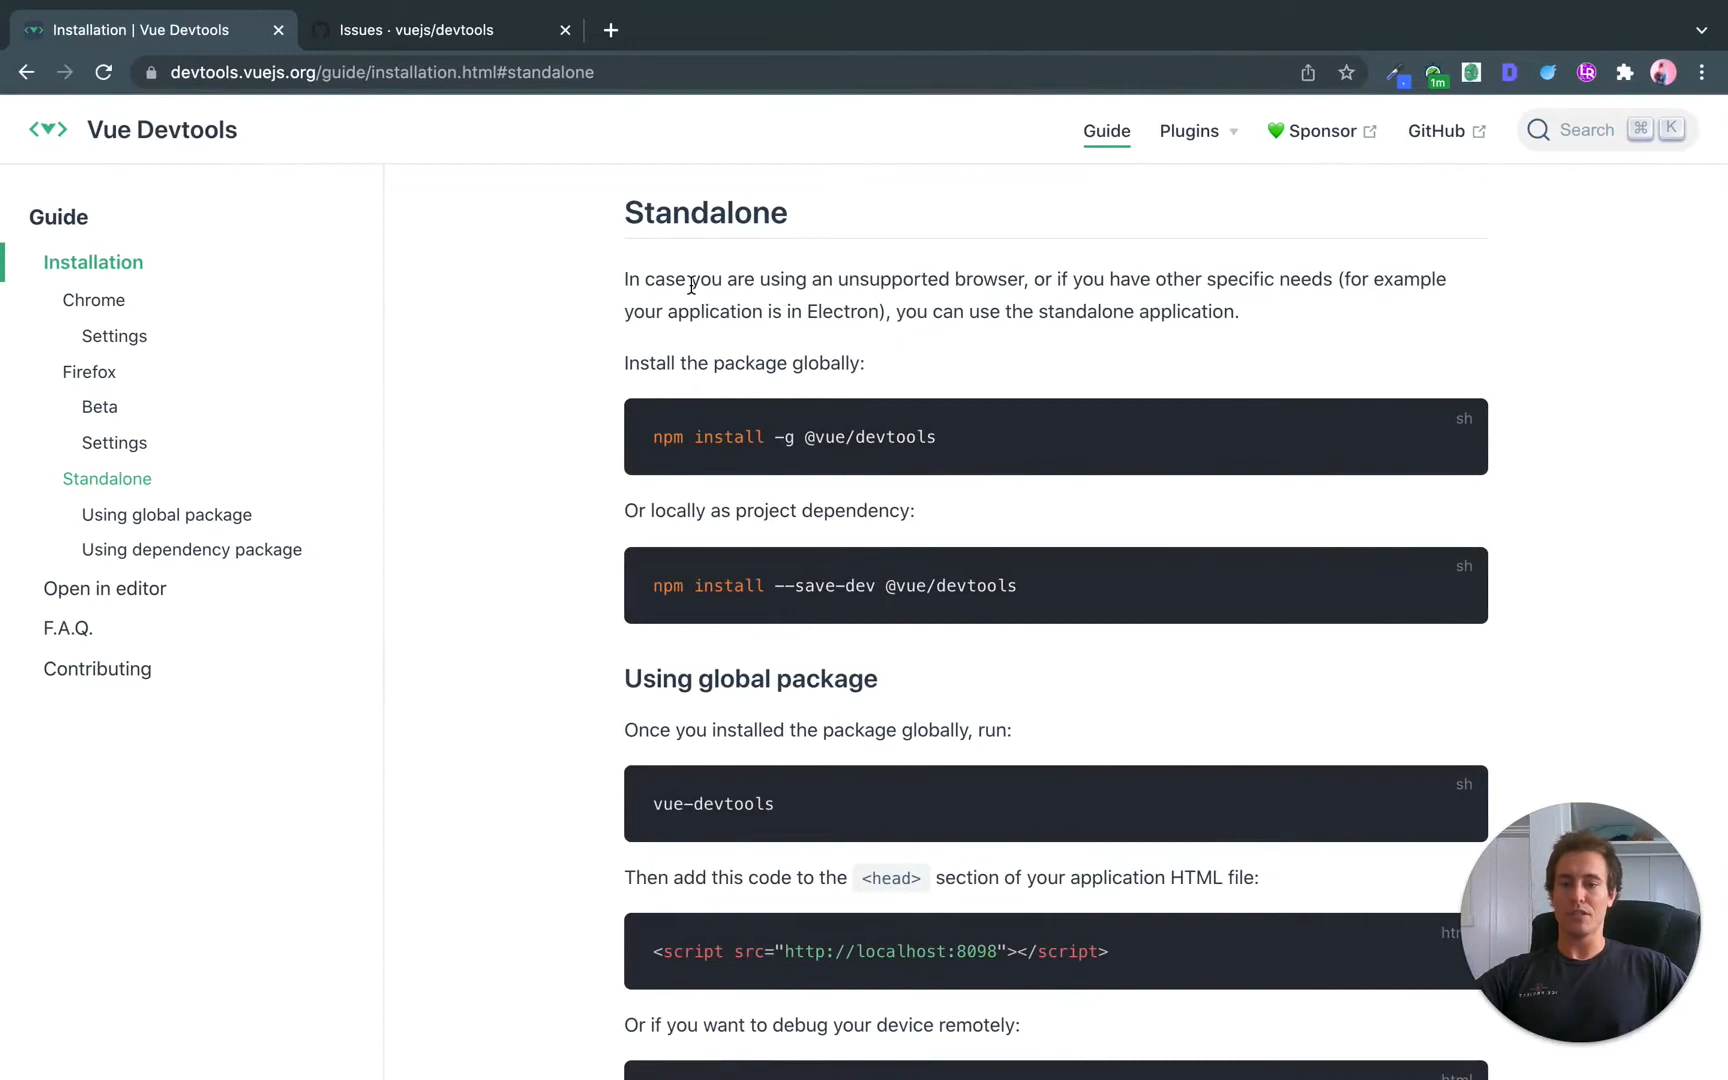 Installation | Vue Devtools
Issues · vuejs/devtools
devtools.vuejs.org/guide/installation.html#standalone
1m
Vue Devtools
Guide
Plugins
Sponsor
GitHub
Search ⌘ K
Guide
Installation
Chrome
Settings
Firefox
Beta
Settings
Standalone
Using global package
Using dependency package
Open in editor
F.A.Q.
Contributing
Standalone
In case you are using an unsupported browser, or if you have other specific needs (for example
your application is in Electron), you can use the standalone application.
Install the package globally:
sh
npm install -g @vue/devtools
Or locally as project dependency:
sh
npm install --save-dev @vue/devtools
Using global package
Once you installed the package globally, run:
sh
vue-devtools
Then add this code to the <head> section of your application HTML file:
<script src="http://localhost:8098"></script>
Or if you want to debug your device remotely: